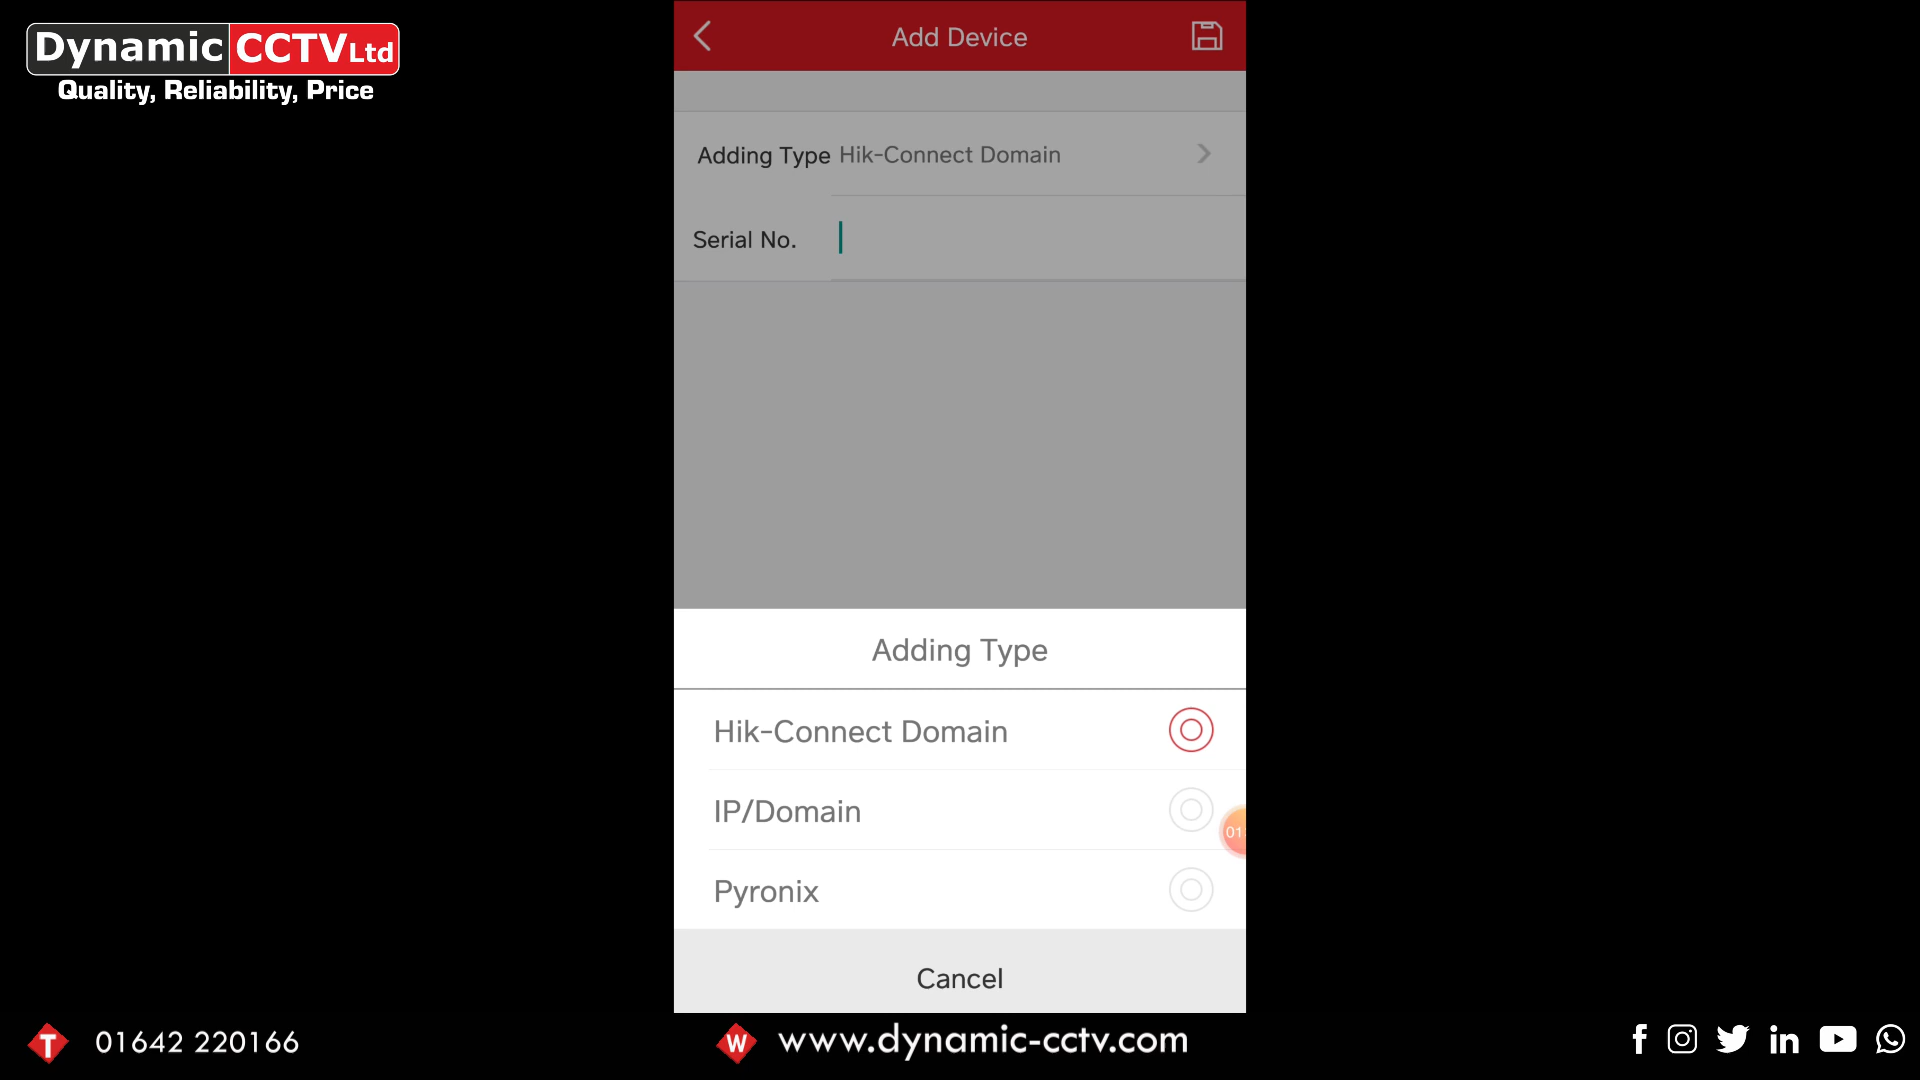 Dynamic CCTV Ltd
Quality, Reliability, Price
Add Device
Adding Type Hik-Connect Domain
Serial No.
Adding Type
Hik-Connect Domain
IP/Domain
01
Pyronix
Cancel
T 01642 220166
W www.dynamic-cctv.com